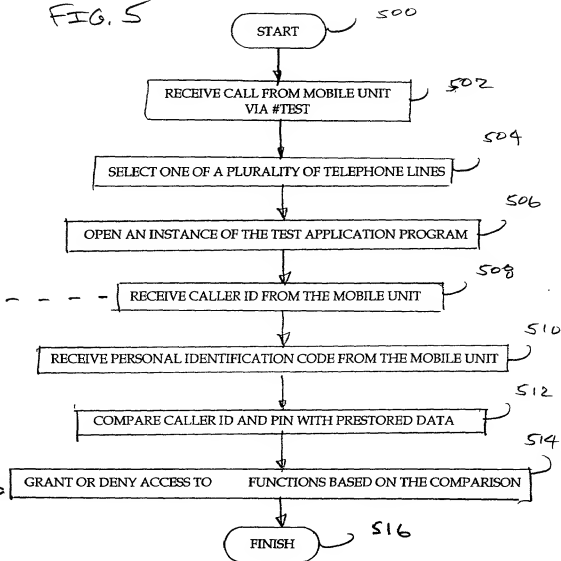 FIG. 5
START
500
RECEIVE CALL FROM MOBILE UNIT
VIA #TEST
502
504
SELECT ONE OF A PLURALITY OF TELEPHONE LINES
506
OPEN AN INSTANCE OF THE TEST APPLICATION PROGRAM
508
RECEIVE CALLER ID FROM THE MOBILE UNIT
510
RECEIVE PERSONAL IDENTIFICATION CODE FROM THE MOBILE UNIT
512
COMPARE CALLER ID AND PIN WITH PRESTORED DATA
514
GRANT OR DENY ACCESS TO FUNCTIONS BASED ON THE COMPARISON
FINISH
516